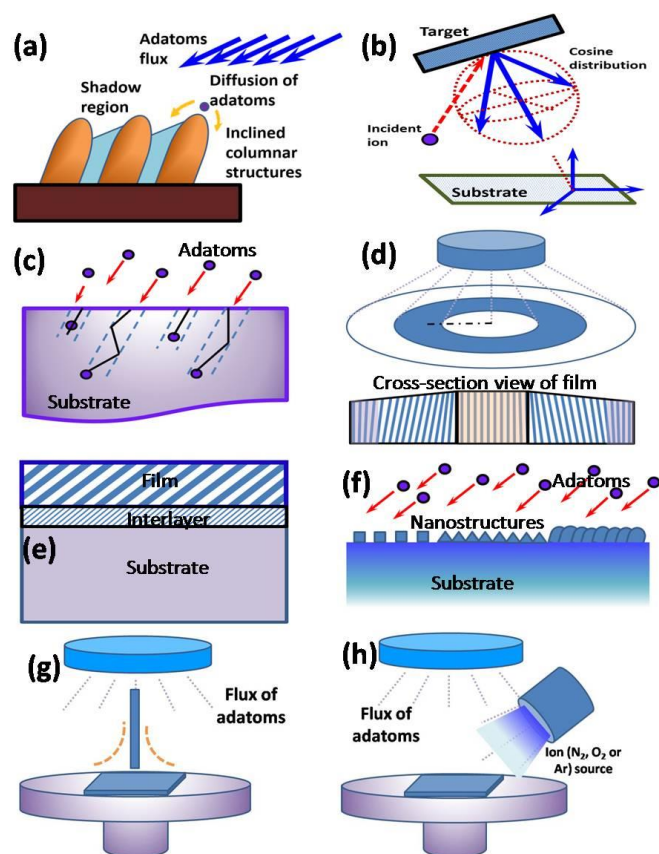 (a)
Adatoms
flux
Shadow
region
Diffusion of
adatoms
Inclined
columnar
structures
(b)
Target
Cosine
distribution
Incident
ion
Substrate
(c)
Adatoms
Substrate
(d)
Cross-section view of film
Film
Interlayer
(e)
Substrate
(f)
Adatoms
Nanostructures
Substrate
(g)
Flux of
adatoms
(h)
Flux of
adatoms
Ion (N₂, O₂ or
Ar) source